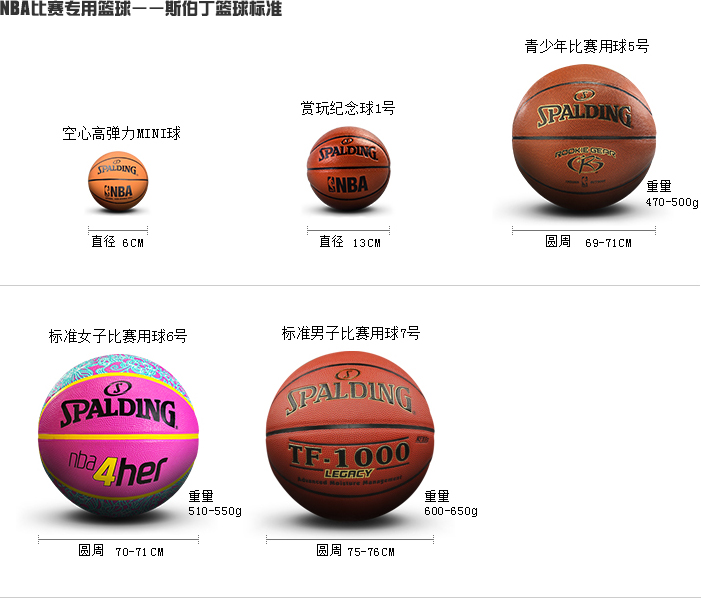 NBA比赛专用篮球——斯伯丁篮球标准
青少年比赛用球5号
赏玩纪念球1号
空心高弹力MINI球
SPALDING
NBA
SPALDING
NBA
SPALDING
ROOKIE GEAR
重量
470-500g
直径 6CM
直径 13CM
圆周 69-71CM
标准女子比赛用球6号
标准男子比赛用球7号
SPALDING
nba4her
SPALDING
TF-1000
LEGACY
Advanced Moisture Management
重量
510-550g
重量
600-650g
圆周 70-71CM
圆周 75-76CM